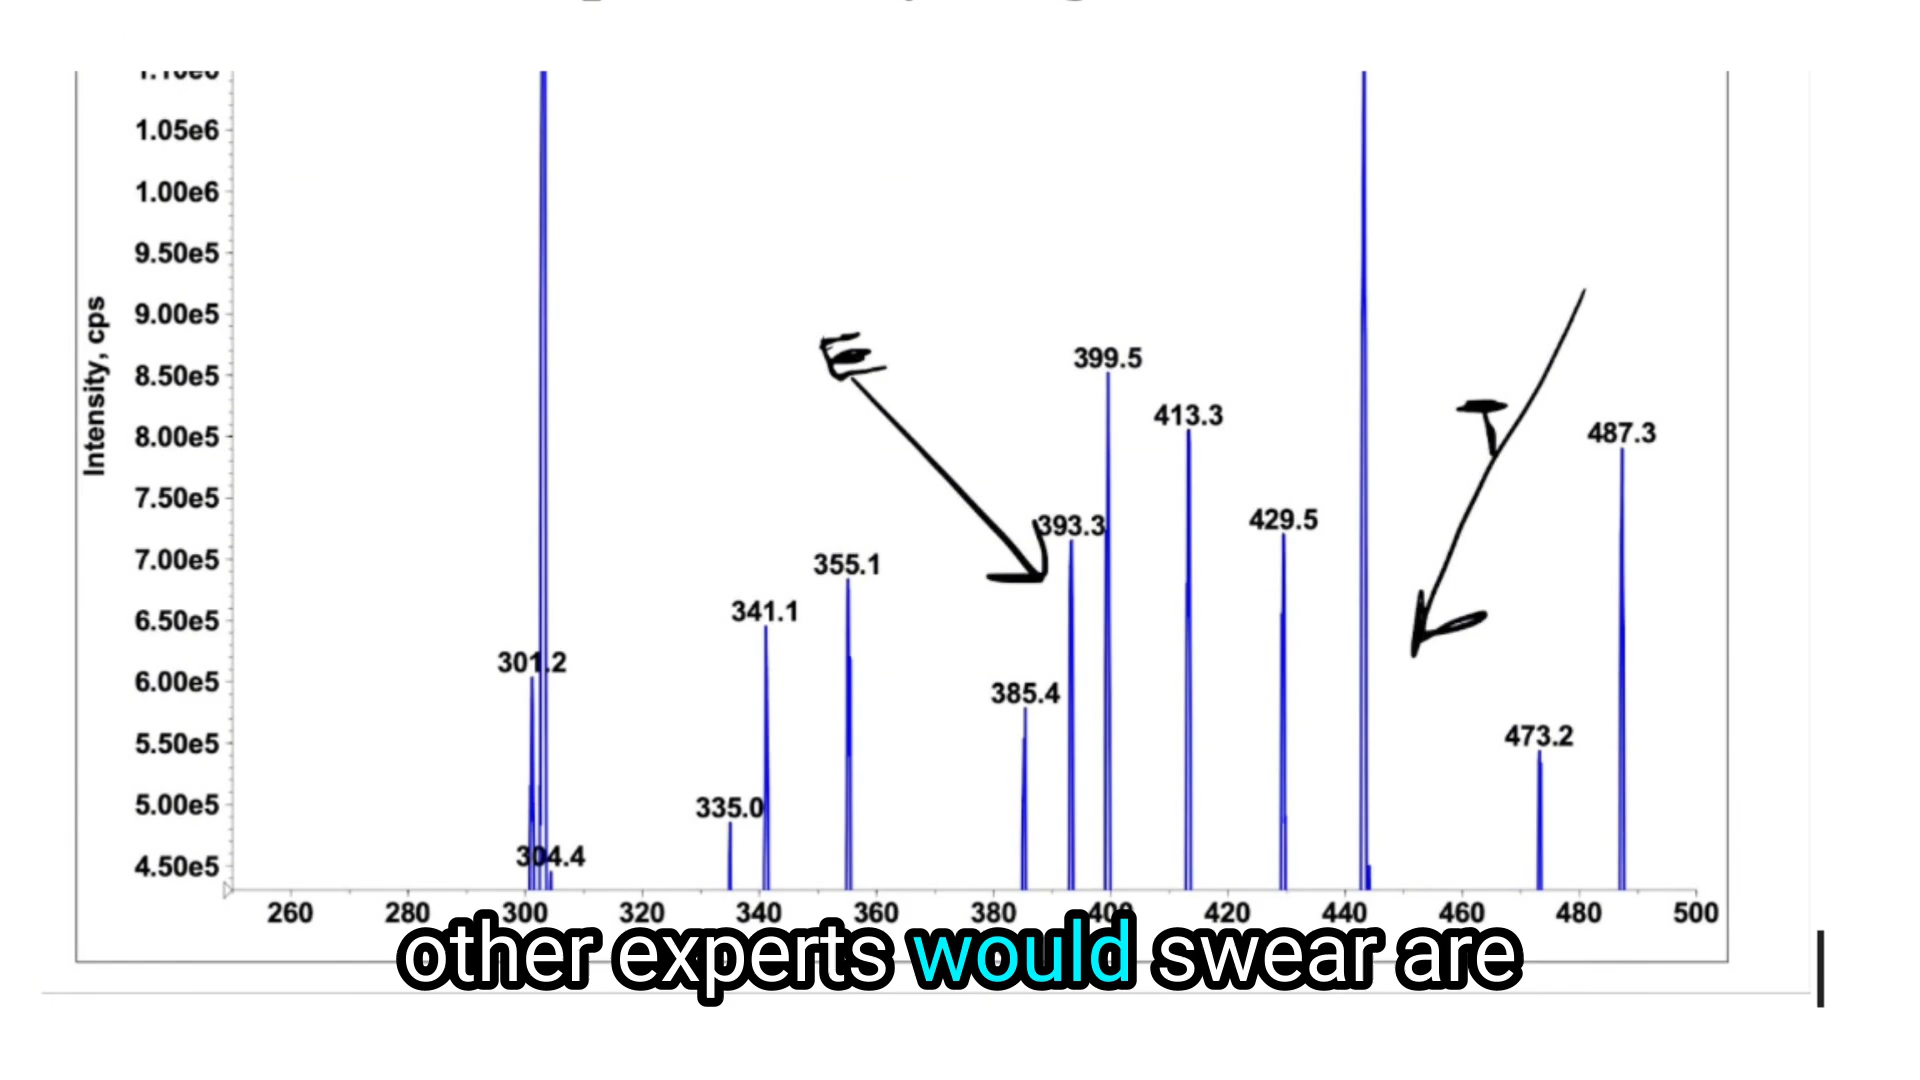 1.05e6
1.00e6
9.50e5
9.00e5
8.50e5
8.00e5
7.50e5
7.00e5
6.50e5
6.00e5
5.50e5
5.00e5
4.50e5
Intensity, cps
301.2
304.4
335.0
341.1
355.1
385.4
393.3
399.5
413.3
429.5
473.2
487.3
260 280 300 320 340 360 380 400 420 440 460 480 500
other experts would swear are